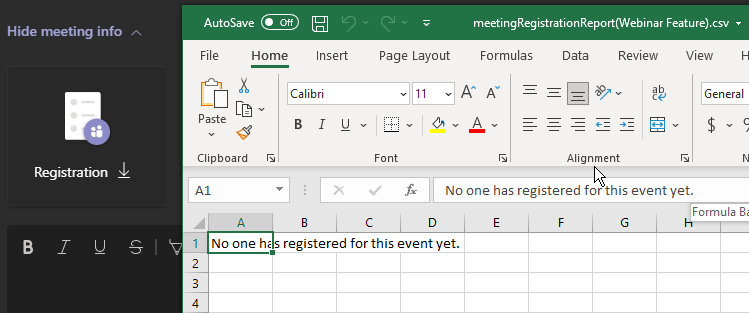 Hide meeting info
Registration
B I U S
AutoSave Off
meetingRegistrationReport(Webinar Feature).csv
File Home Insert Page Layout Formulas Data Review View
Paste
Clipboard
Calibri 11 A A
B I U A
Font
ab
c
Alignment
General
$ %
A1
fx
No one has registered for this event yet.
Formula Ba
A B C D E F G H
1 No one has registered for this event yet.
2
3
4